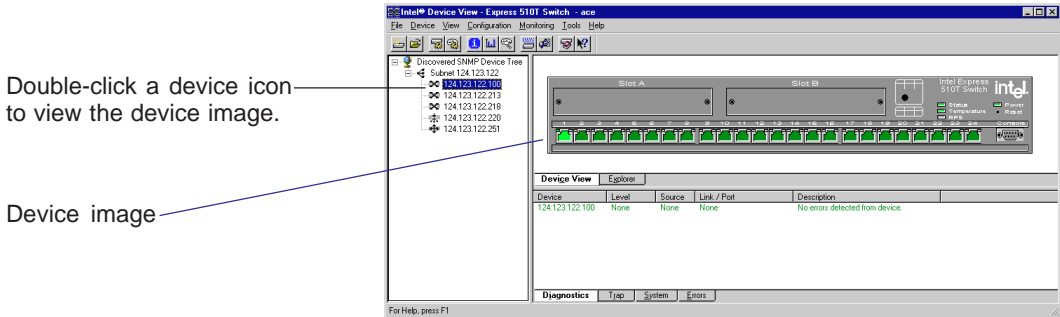 Intel® Device View - Express 510T Switch - ace
File Device View Configuration Monitoring Tools Help
Double-click a device icon
to view the device image.
Device image
Discovered SNMP Device Tree
Subnet 124.123.122
124.123.122.100
124.123.122.213
124.123.122.218
124.123.122.220
124.123.122.251
Slot A
Slot B
Intel Express
510T Switch
intel.
Status
Temperature
RPS
Power
Reset
1 2 3 4 5 6 7 8 9 10 11 12 13 14 15 16 17 18 19 20 21 22 23 24
Console
Device View Explorer
Device Level Source Link / Port Description
124.123.122.100 None None None No errors detected from device.
Diagnostics Trap System Errors
For Help, press F1